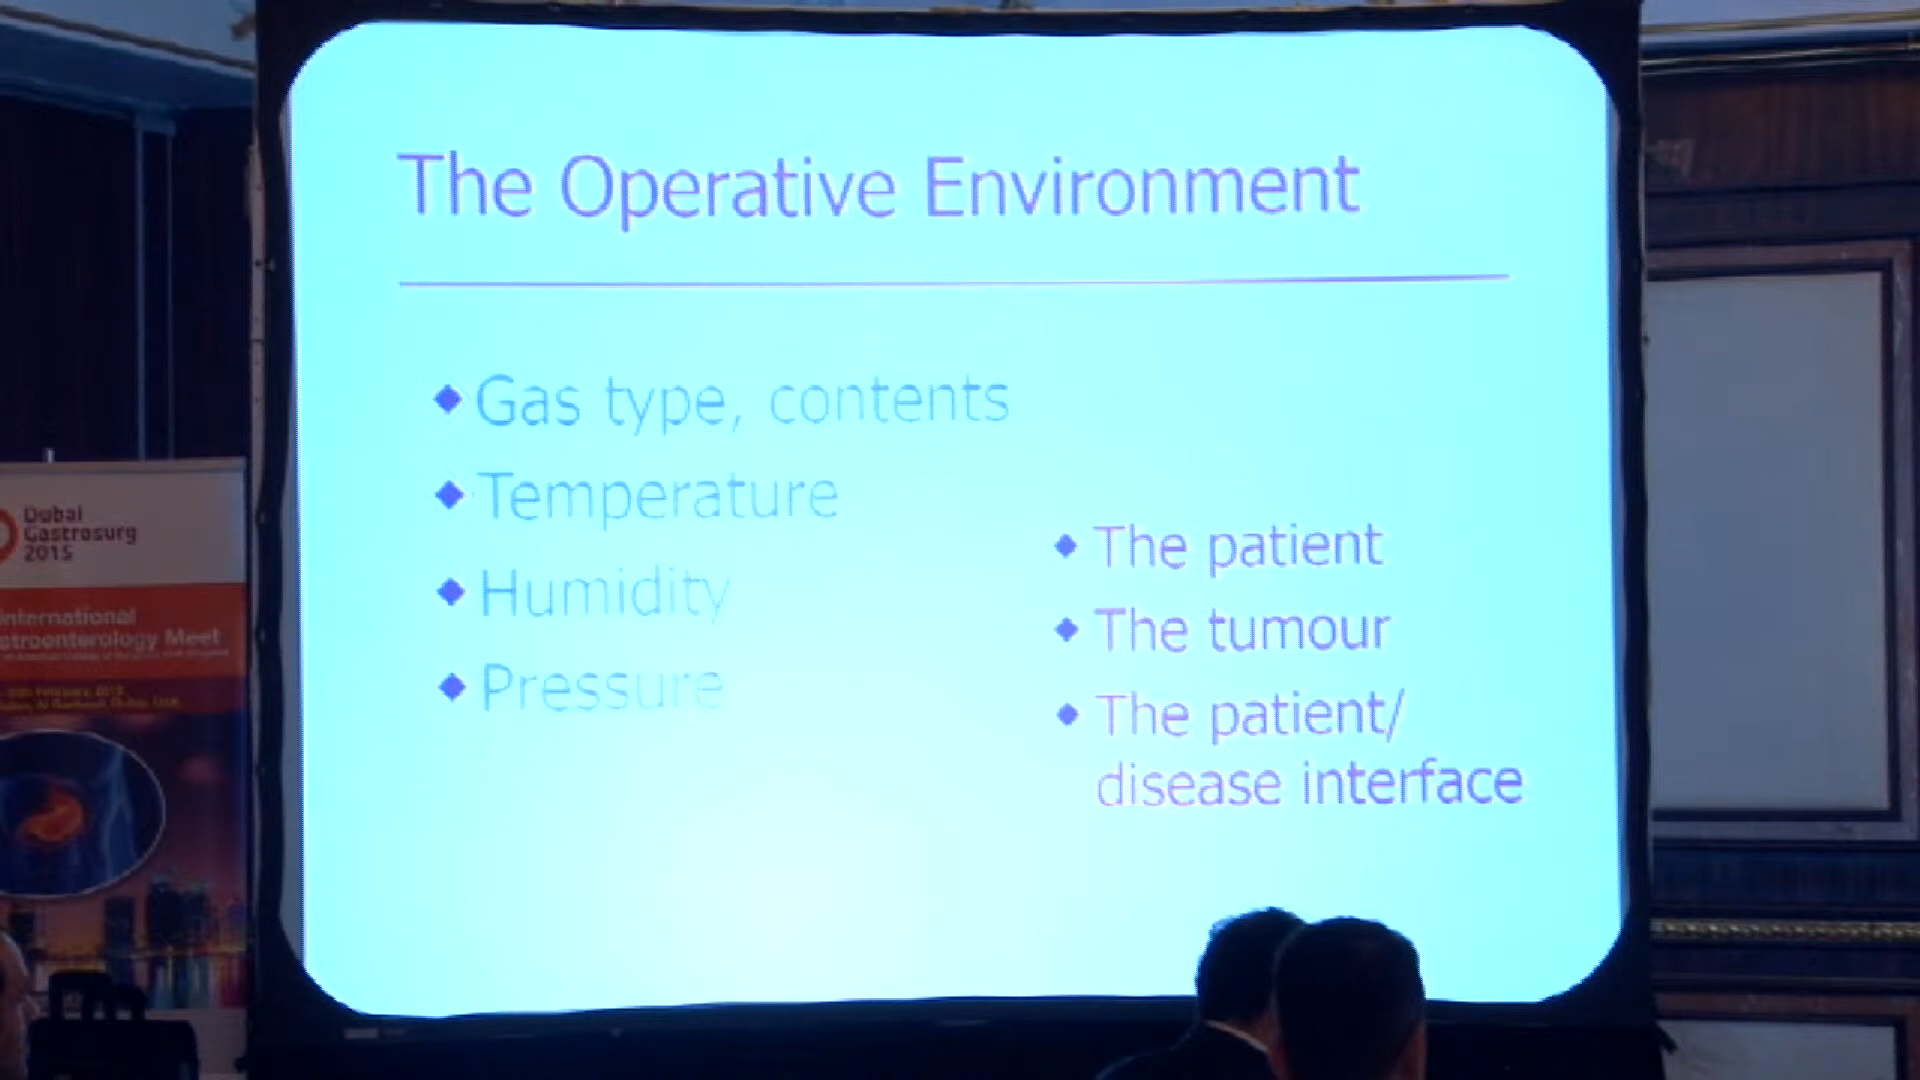 The Operative Environment
Gas type, contents
Temperature
Humidity
Pressure
The patient
The tumour
The patient/
disease interface
Dubai
Gastrosurg
2015
International
stroenterology Meet